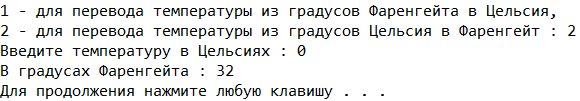 1 - для перевода температуры из градусов Фаренгейта в Цельсия,
2 - для перевода температуры из градусов Цельсия в Фаренгейт : 2
Введите температуру в Цельсиях : 0
В градусах Фаренгейта : 32
Для продолжения нажмите любую клавишу . . .